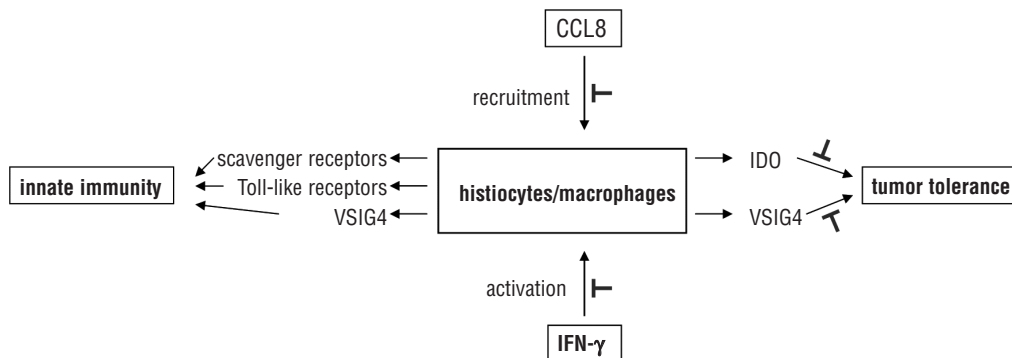 CCL8
recruitment
scavenger receptors
IDO
innate immunity
Toll-like receptors
histiocytes/macrophages
tumor tolerance
VSIG4
VSIG4
activation
IFN-γ